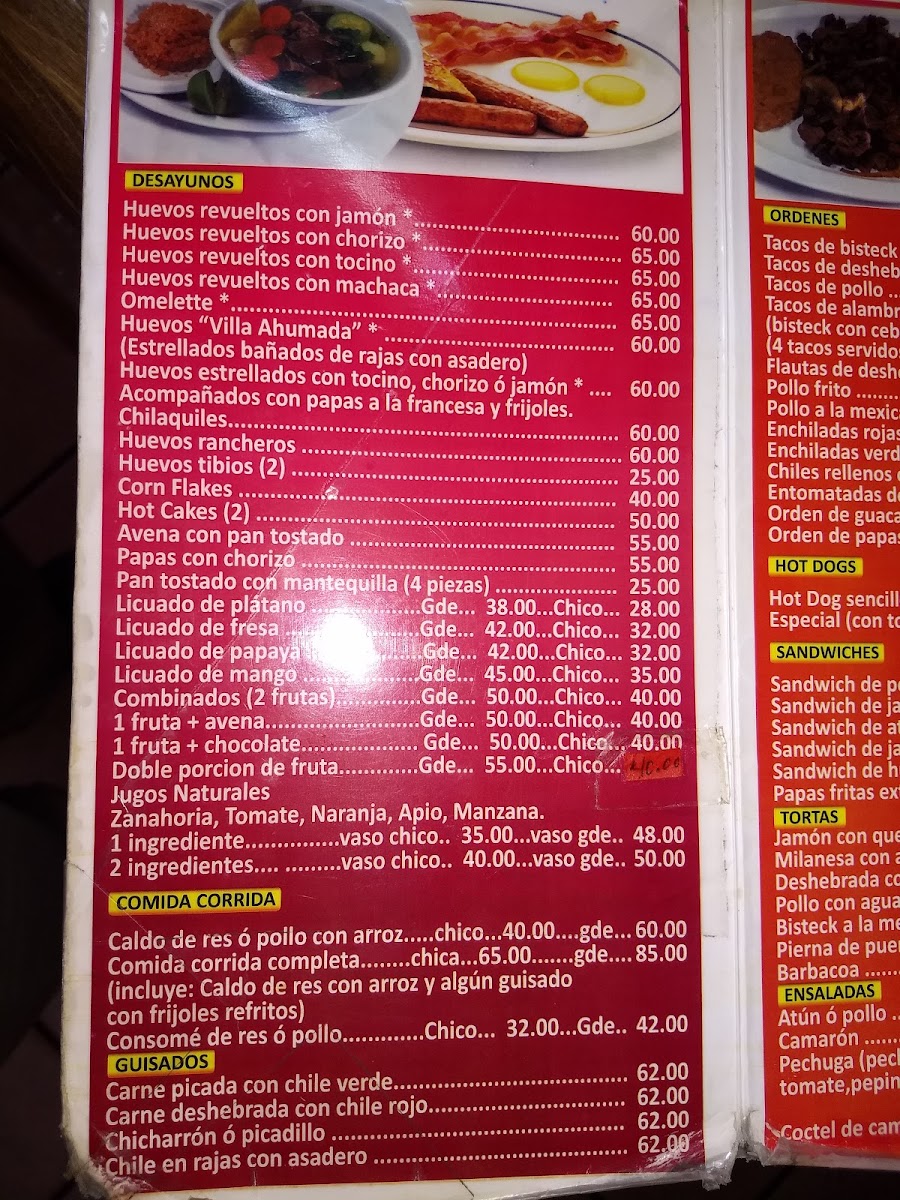 DESAYUNOS
Huevos revueltos con jamón *.......... 60.00
Huevos revueltos con chorizo *.......... 65.00
Huevos revueltos con tocino *.......... 65.00
Huevos revueltos con machaca *.......... 65.00
Omelette *.......... 65.00
Huevos "Villa Ahumada" * .......... 60.00
(Estrellados bañados de rajas con asadero)
Huevos estrellados con tocino, chorizo ó jamón * .... 60.00
Acompañados con papas a la francesa y frijoles.
Chilaquiles.......... 60.00
Huevos rancheros .......... 60.00
Huevos tibios (2) .......... 25.00
Corn Flakes .......... 40.00
Hot Cakes (2) .......... 50.00
Avena con pan tostado .......... 55.00
Papas con chorizo .......... 55.00
Pan tostado con mantequilla (4 piezas) .......... 25.00
Licuado de plátano ..........Gde... 38.00...Chico... 28.00
Licuado de fresa ..........Gde... 42.00...Chico... 32.00
Licuado de papaya ..........Gde... 42.00...Chico... 32.00
Licuado de mango ..........Gde... 45.00...Chico... 35.00
Combinados (2 frutas)..........Gde... 50.00...Chico... 40.00
1 fruta + avena..........Gde... 50.00...Chico... 40.00
1 fruta + chocolate.......... Gde... 50.00...Chico... 40.00
Doble porcion de fruta..........Gde... 55.00...Chico... 40.00
Jugos Naturales
Zanahoria, Tomate, Naranja, Apio, Manzana.
1 ingrediente..........vaso chico.. 35.00...vaso gde.. 48.00
2 ingredientes.... .........vaso chico.. 40.00...vaso gde.. 50.00
COMIDA CORRIDA
Caldo de res ó pollo con arroz......chico...40.00....gde... 60.00
Comida corrida completa........chica...65.00.......gde.... 85.00
(incluye: Caldo de res con arroz y algún guisado
con frijoles refritos)
Consomé de res ó pollo.............Chico... 32.00...Gde.. 42.00
GUISADOS
Carne picada con chile verde.......... 62.00
Carne deshebrada con chile rojo.......... 62.00
Chicharrón ó picadillo .......... 62.00
Chile en rajas con asadero .......... 62.00
ORDENES
Tacos de bisteck
Tacos de desheb
Tacos de pollo ..
Tacos de alambr
(bisteck con ceb
(4 tacos servidos
Flautas de deshe
Pollo frito ........
Pollo a la mexica
Enchiladas rojas
Enchiladas verd
Chiles rellenos
Entomatadas de
Orden de guaca
Orden de papas
HOT DOGS
Hot Dog sencill
Especial (con to
SANDWICHES
Sandwich de p
Sandwich de ja
Sandwich de at
Sandwich de ja
Sandwich de h
Papas fritas ex
TORTAS
Jamón con que
Milanesa con a
Deshebrada co
Pollo con agua
Bisteck a la me
Pierna de puer
Barbacoa .......
ENSALADAS
Atún ó pollo ..
Camarón ........
Pechuga (pech
tomate,pepin
Coctel de cam